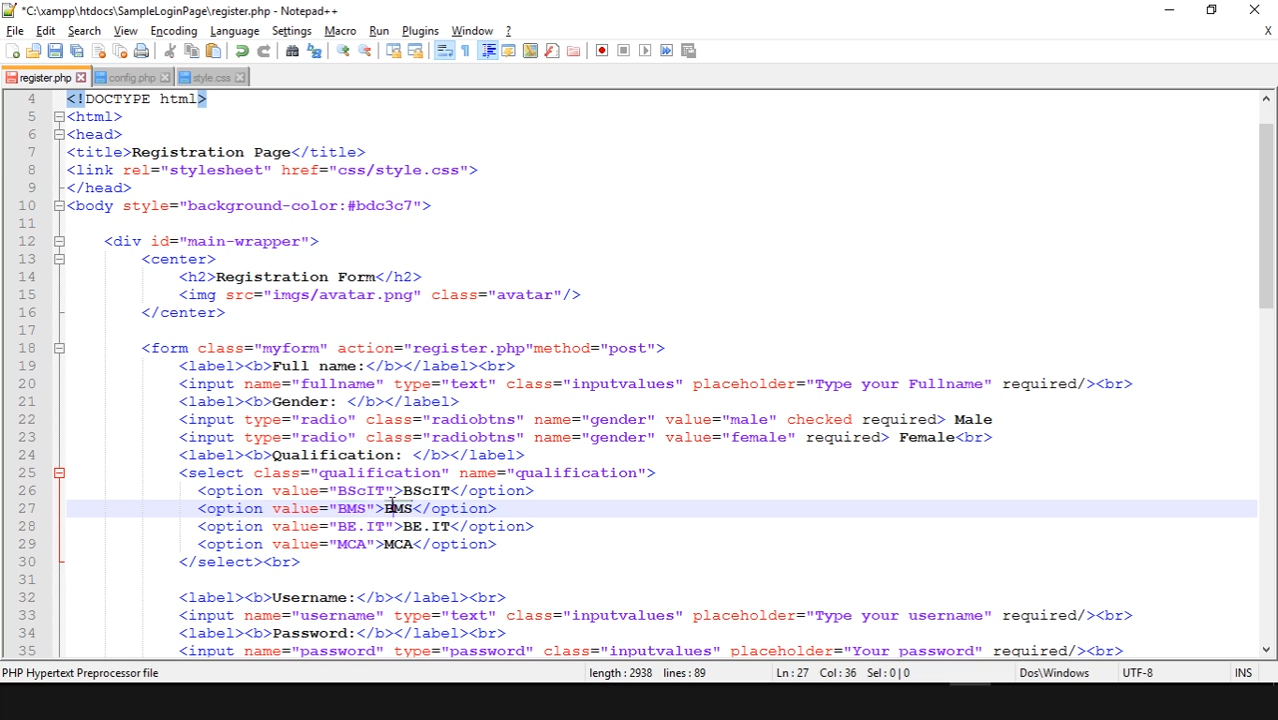 *C:\xampp\htdocs\SampleLoginPage\register.php - Notepad++
File Edit Search View Encoding Language Settings Macro Run Plugins Window ? X
register.php config.php style.css
4 <!DOCTYPE html>
5 <html>
6 <head>
7 <title>Registration Page</title>
8 <link rel="stylesheet" href="css/style.css">
9 </head>
10 <body style="background-color:#bdc3c7">
11
12 <div id="main-wrapper">
13 <center>
14 <h2>Registration Form</h2>
15 <img src="imgs/avatar.png" class="avatar"/>
16 </center>
17
18 <form class="myform" action="register.php"method="post">
19 <label><b>Full name:</b></label><br>
20 <input name="fullname" type="text" class="inputvalues" placeholder="Type your Fullname" required/><br>
21 <label><b>Gender: </b></label>
22 <input type="radio" class="radiobtns" name="gender" value="male" checked required> Male
23 <input type="radio" class="radiobtns" name="gender" value="female" required> Female<br>
24 <label><b>Qualification: </b></label>
25 <select class="qualification" name="qualification">
26 <option value="BScIT">BScIT</option>
27 <option value="BMS">BMS</option>
28 <option value="BE.IT">BE.IT</option>
29 <option value="MCA">MCA</option>
30 </select><br>
31
32 <label><b>Username:</b></label><br>
33 <input name="username" type="text" class="inputvalues" placeholder="Type your username" required/><br>
34 <label><b>Password:</b></label><br>
35 <input name="password" type="password" class="inputvalues" placeholder="Your password" required/><br>
PHP Hypertext Preprocessor file length : 2938 lines : 89 Ln : 27 Col : 36 Sel : 0 | 0 Dos\Windows UTF-8 INS